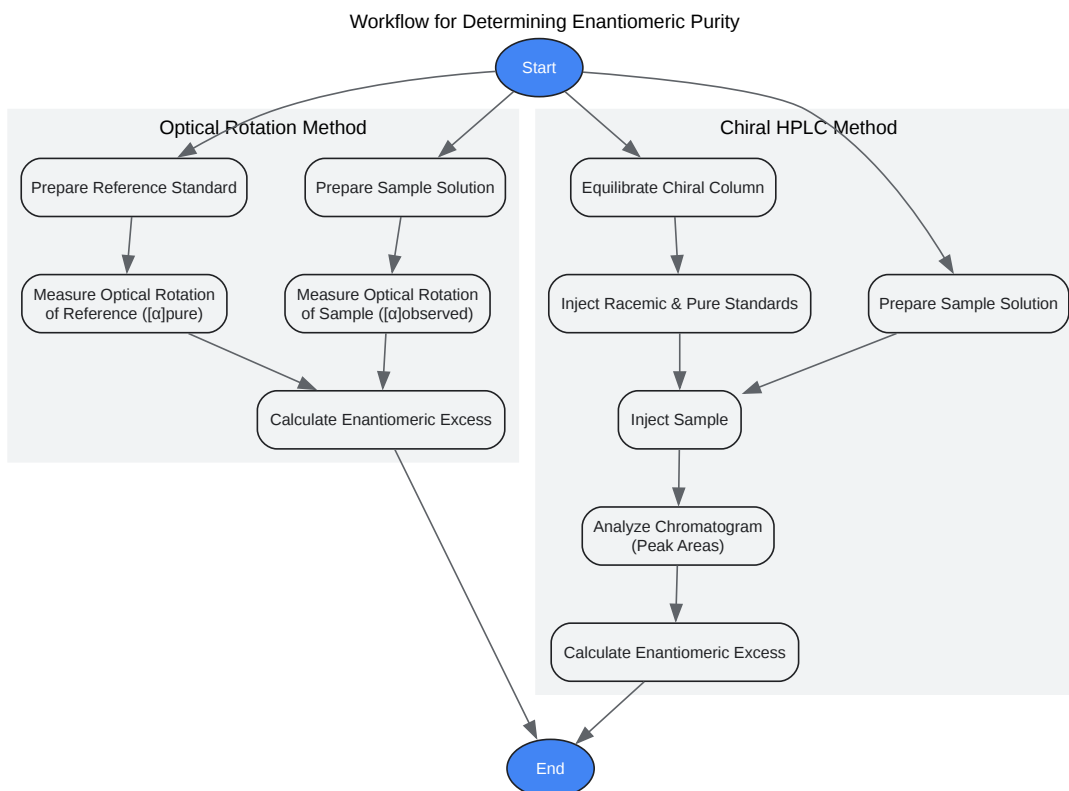 Workflow for Determining Enantiomeric Purity
Start
Optical Rotation Method
Chiral HPLC Method
Prepare Reference Standard
Prepare Sample Solution
Equilibrate Chiral Column
Measure Optical Rotation
of Reference ([α]pure)
Measure Optical Rotation
of Sample ([α]observed)
Inject Racemic & Pure Standards
Prepare Sample Solution
Calculate Enantiomeric Excess
Inject Sample
Analyze Chromatogram
(Peak Areas)
Calculate Enantiomeric Excess
End